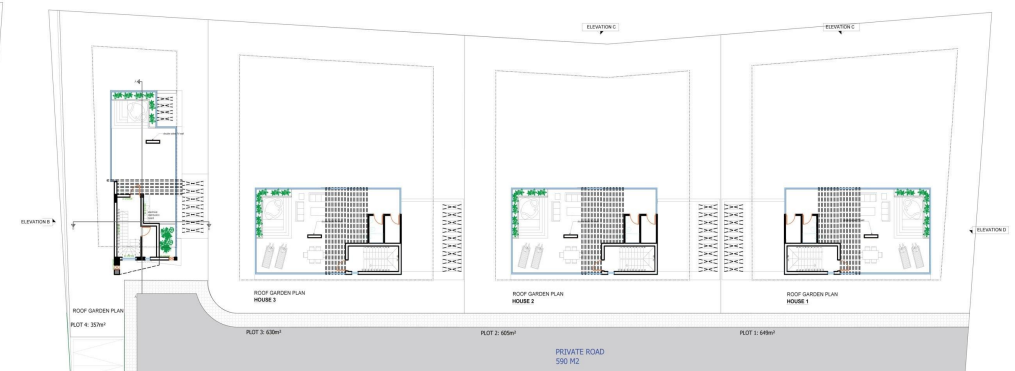 ELEVATION C
ELEVATION C
ELEVATION B
ELEVATION D
ROOF GARDEN PLAN
HOUSE 3
ROOF GARDEN PLAN
HOUSE 2
ROOF GARDEN PLAN
HOUSE 1
ROOF GARDEN PLAN
PLOT 4: 357m²
PLOT 3: 630m²
PLOT 2: 605m²
PLOT 1: 649m²
PRIVATE ROAD
590 M2